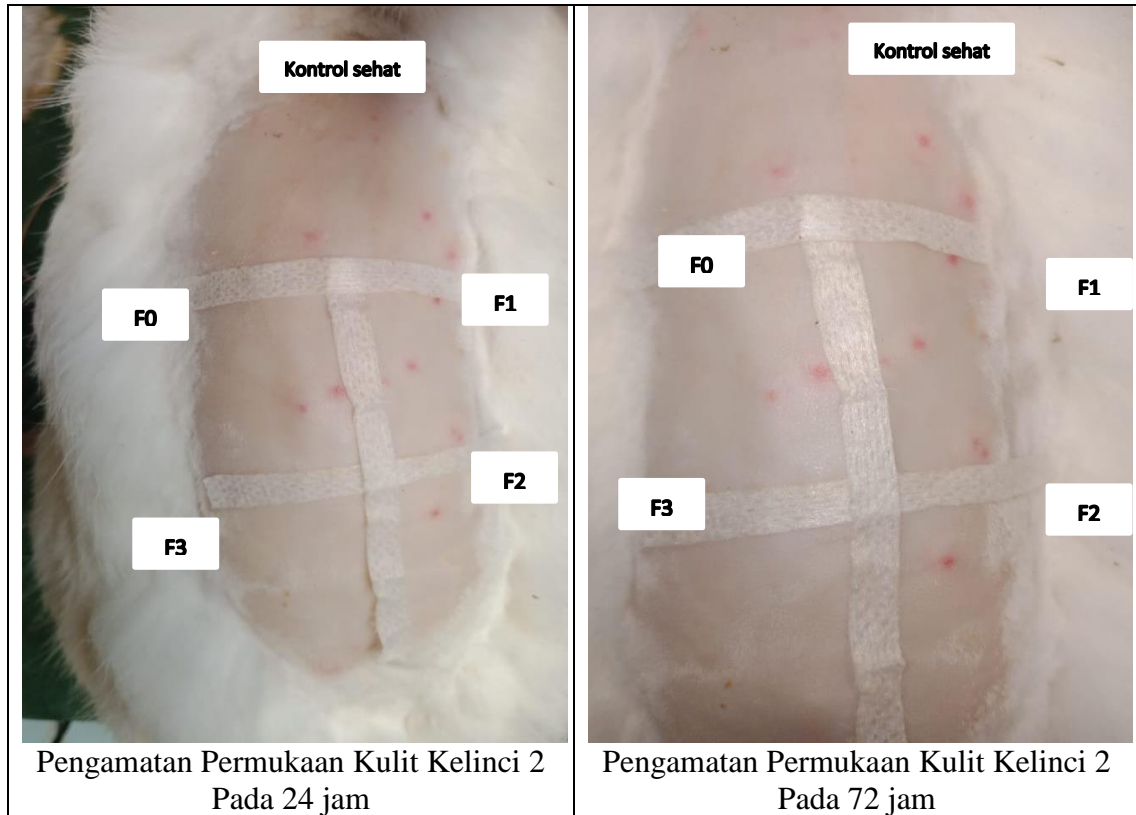 Kontrol sehat
F0
F1
F2
F3
Pengamatan Permukaan Kulit Kelinci 2
Pada 24 jam
Kontrol sehat
F0
F1
F3
F2
Pengamatan Permukaan Kulit Kelinci 2
Pada 72 jam